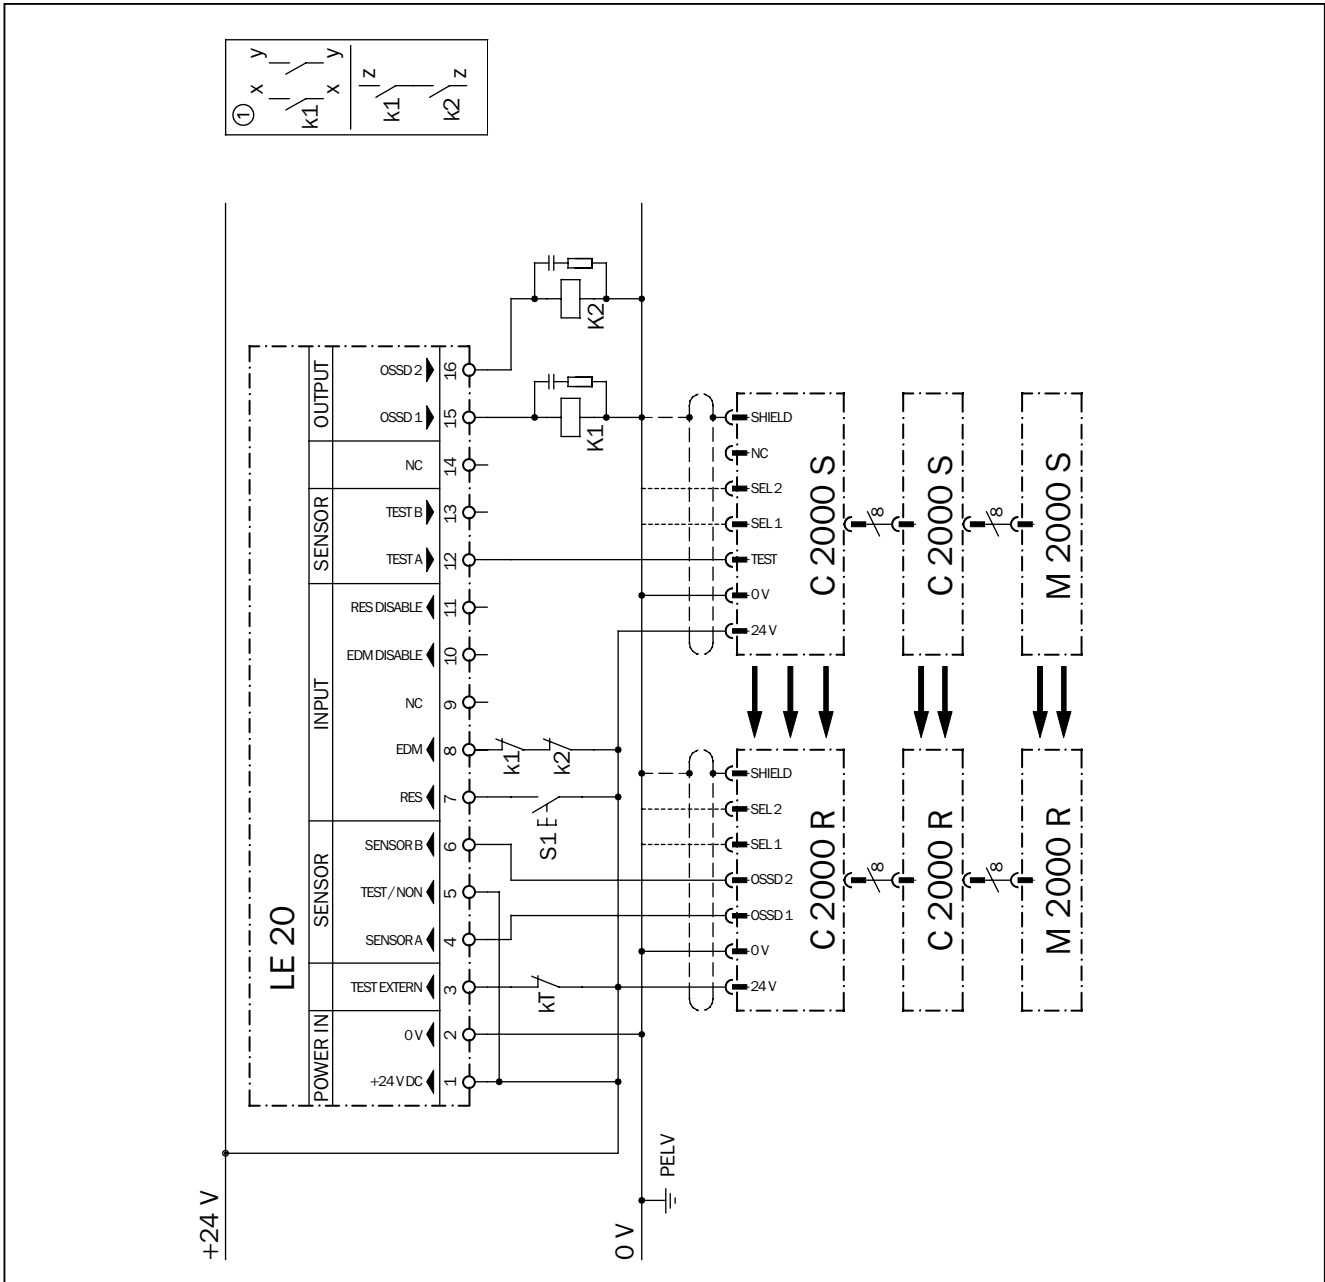 ①
x y
k1
x y
z
k1
k2
z
+24 V
0 V
PELV
LE 20
POWER IN
SENSOR
INPUT
SENSOR
OUTPUT
+24 V DC 1
0 V 2
TEST EXTERN 3
SENSOR A 4
TEST / NON 5
SENSOR B 6
RES 7
EDM 8
NC 9
EDM DISABLE 10
RES DISABLE 11
TEST A 12
TEST B 13
NC 14
OSSD 1 15
OSSD 2 16
kT
S1
k1
k2
K1
K2
SHIELD
NC
SEL 2
SEL 1
TEST
0 V
24 V
C 2000 S
8
C 2000 S
8
M 2000 S
SHIELD
SEL 2
SEL 1
OSSD 2
OSSD 1
0 V
24 V
C 2000 R
8
C 2000 R
8
M 2000 R